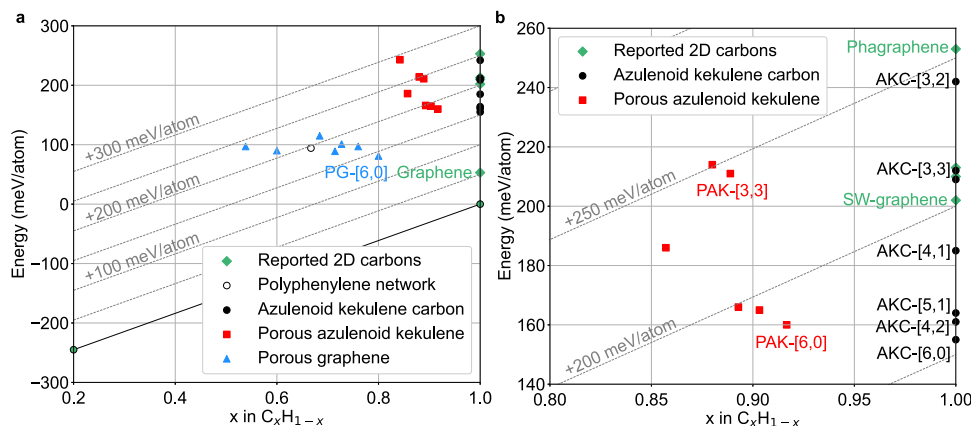 a
Energy (meV/atom)
300
200
100
0
−100
−200
−300
+300 meV/atom
+200 meV/atom
+100 meV/atom
PG-[6,0]
Graphene
Reported 2D carbons
Polyphenylene network
Azulenoid kekulene carbon
Porous azulenoid kekulene
Porous graphene
0.2
0.4
0.6
0.8
1.0
x in CₓH₁₋ₓ
b
Energy (meV/atom)
260
240
220
200
180
160
140
Reported 2D carbons
Azulenoid kekulene carbon
Porous azulenoid kekulene
Phagraphene
AKC-[3,2]
AKC-[3,3]
PAK-[3,3]
SW-graphene
+250 meV/atom
AKC-[4,1]
AKC-[5,1]
AKC-[4,2]
PAK-[6,0]
AKC-[6,0]
+200 meV/atom
0.80
0.85
0.90
0.95
1.00
x in CₓH₁₋ₓ